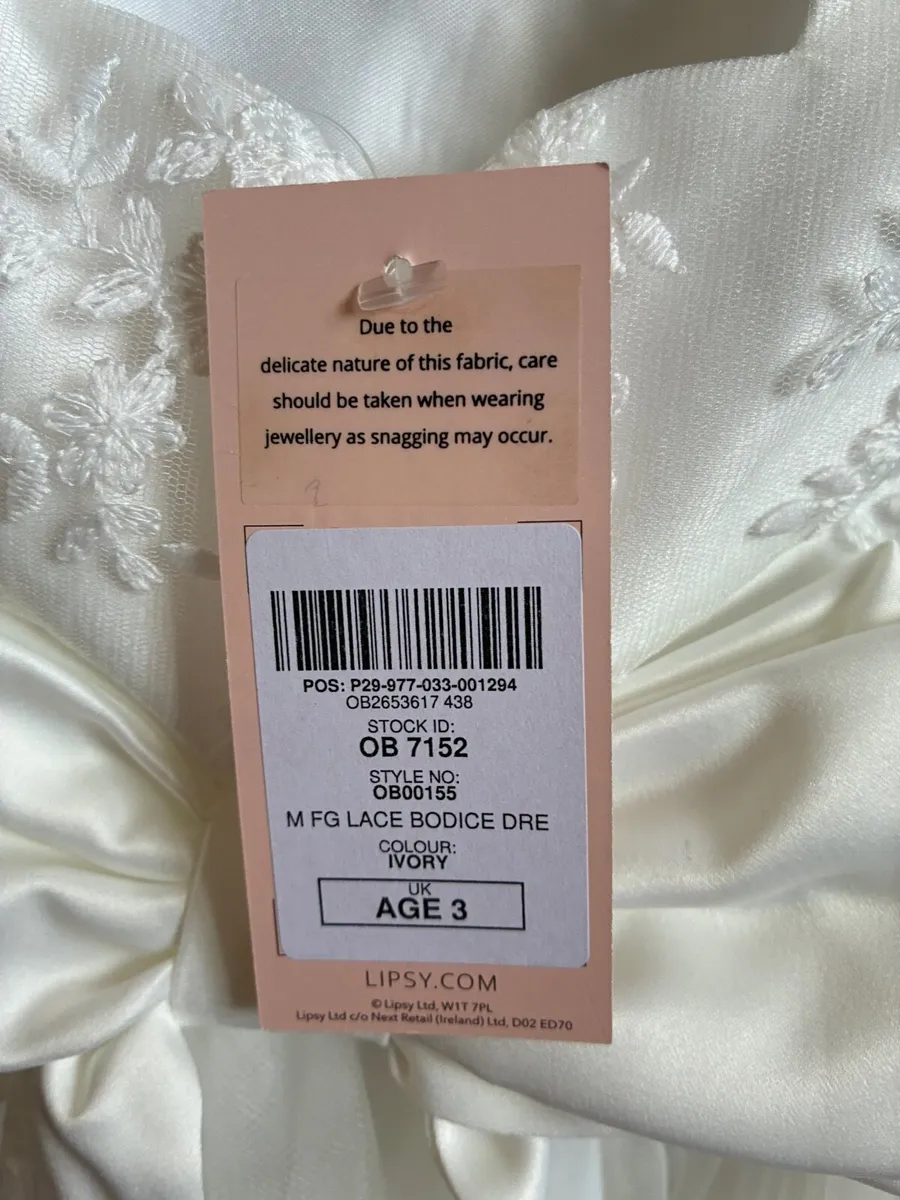 Due to the
delicate nature of this fabric, care
should be taken when wearing
jewellery as snagging may occur.
POS: P29-977-033-001294
OB2653617 438
STOCK ID:
OB 7152
STYLE NO:
OB00155
M FG LACE BODICE DRE
COLOUR:
IVORY
UK
AGE 3
LIPSY.COM
© Lipsy Ltd, W1T 7PL
Lipsy Ltd c/o Next Retail (Ireland) Ltd, D02 ED70